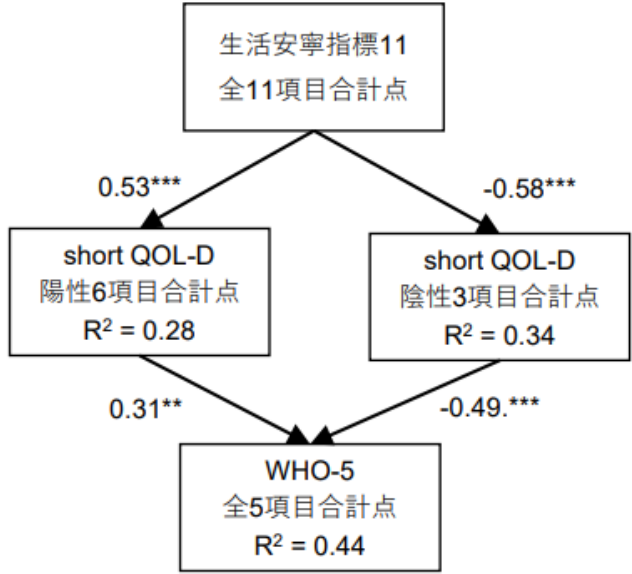 生活安寧指標11
全11項目合計点
0.53***
-0.58***
short QOL-D
陽性6項目合計点
R² = 0.28
short QOL-D
陰性3項目合計点
R² = 0.34
0.31**
-0.49.***
WHO-5
全5項目合計点
R² = 0.44